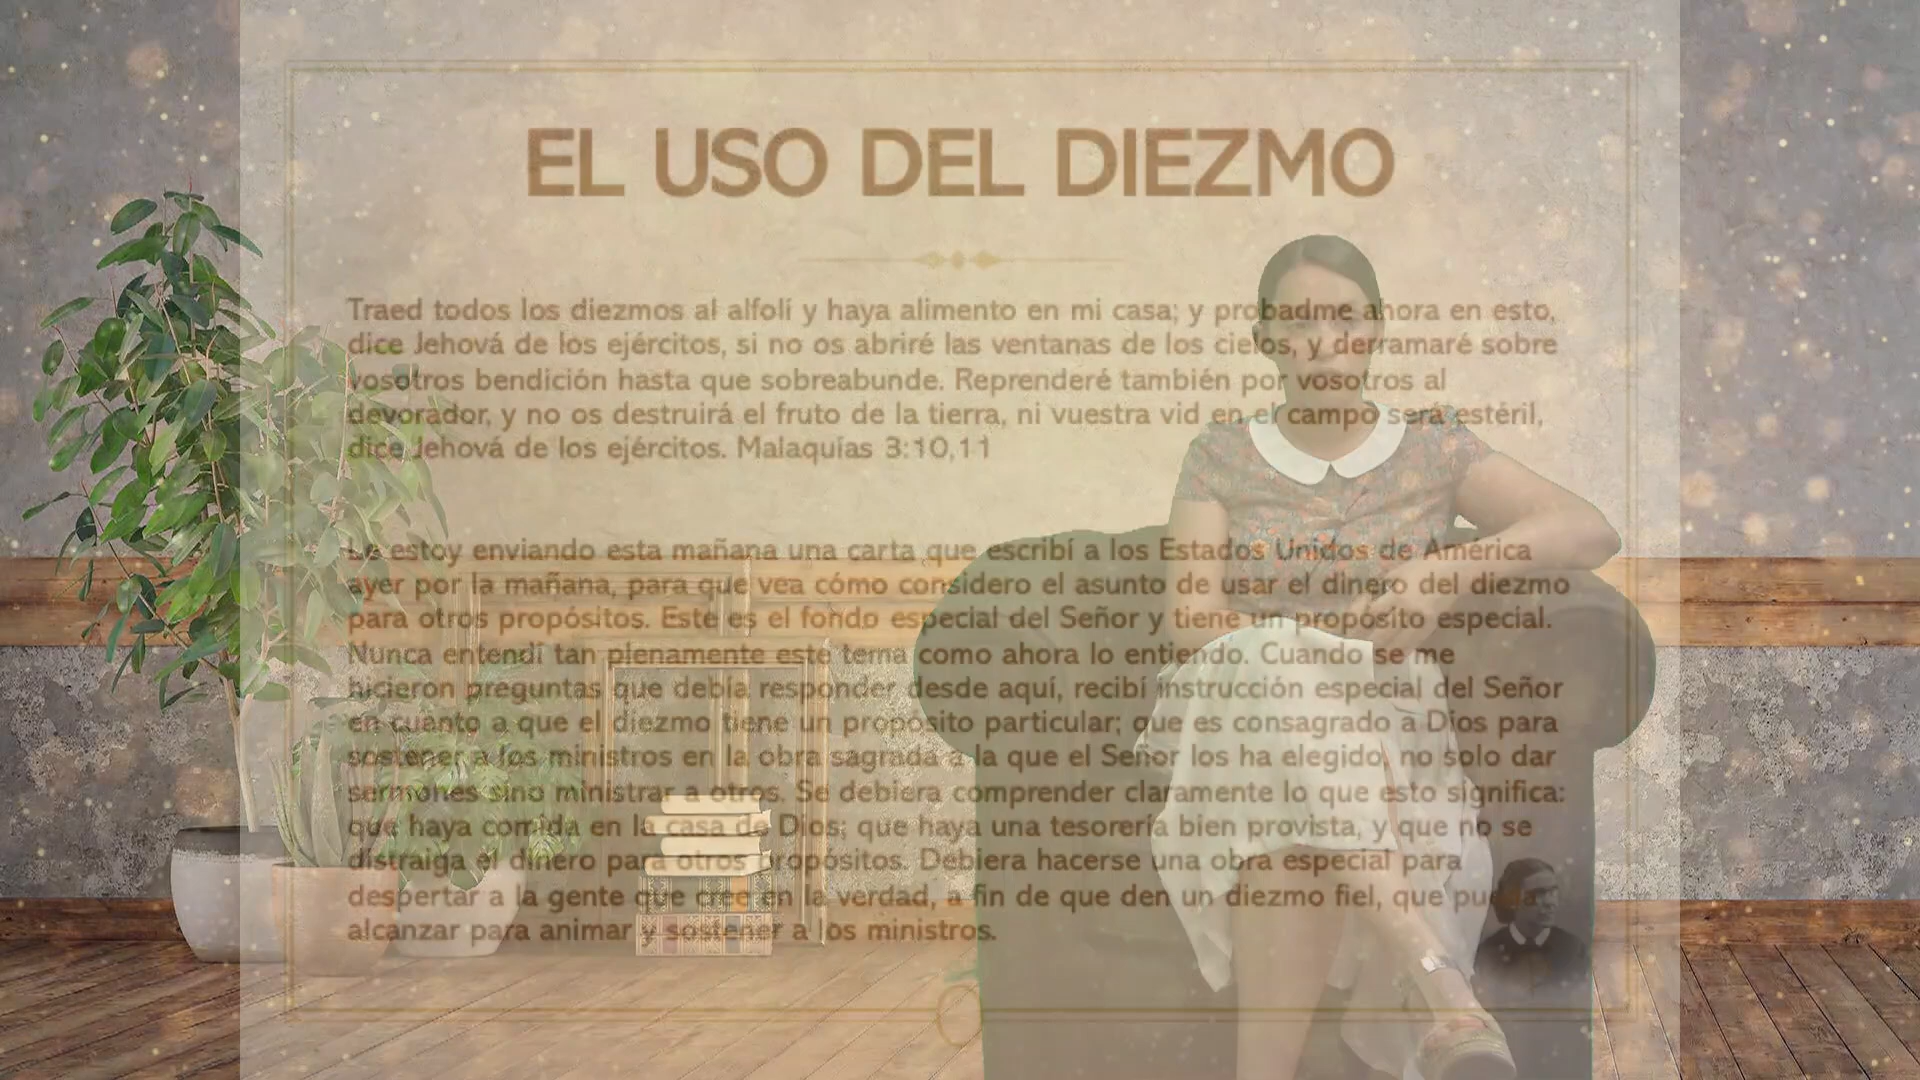 EL USO DEL DIEZMO
Traed todos los diezmos al alfolí y haya alimento en mi casa; y probadme ahora en esto,
dice Jehová de los ejércitos, si no os abriré las ventanas de los cielos, y derramaré sobre
vosotros bendición hasta que sobreabunde. Reprenderé también por vosotros al
devorador, y no os destruirá el fruto de la tierra, ni vuestra vid en el campo será estéril,
dice Jehová de los ejércitos. Malaquías 3:10,11
Le estoy enviando esta mañana una carta que escribí a los Estados Unidos de América
ayer por la mañana, para que vea cómo considero el asunto de usar el dinero del diezmo
para otros propósitos. Este es el fondo especial del Señor y tiene un propósito especial.
Nunca entendí tan plenamente este tema como ahora lo entiendo. Cuando se me
hicieron preguntas que debía responder desde aquí, recibí instrucción especial del Señor
en cuanto a que el diezmo tiene un propósito particular; que es consagrado a Dios para
sostener a los ministros en la obra sagrada a la que el Señor los ha elegido, no solo dar
sermones sino ministrar a otros. Se debiera comprender claramente lo que esto significa:
que haya comida en la casa de Dios; que haya una tesorería bien provista, y que no se
distraiga el dinero para otros propósitos. Debiera hacerse una obra especial para
despertar a la gente que cree en la verdad, a fin de que den un diezmo fiel, que pueda
alcanzar para animar y sostener a los ministros.